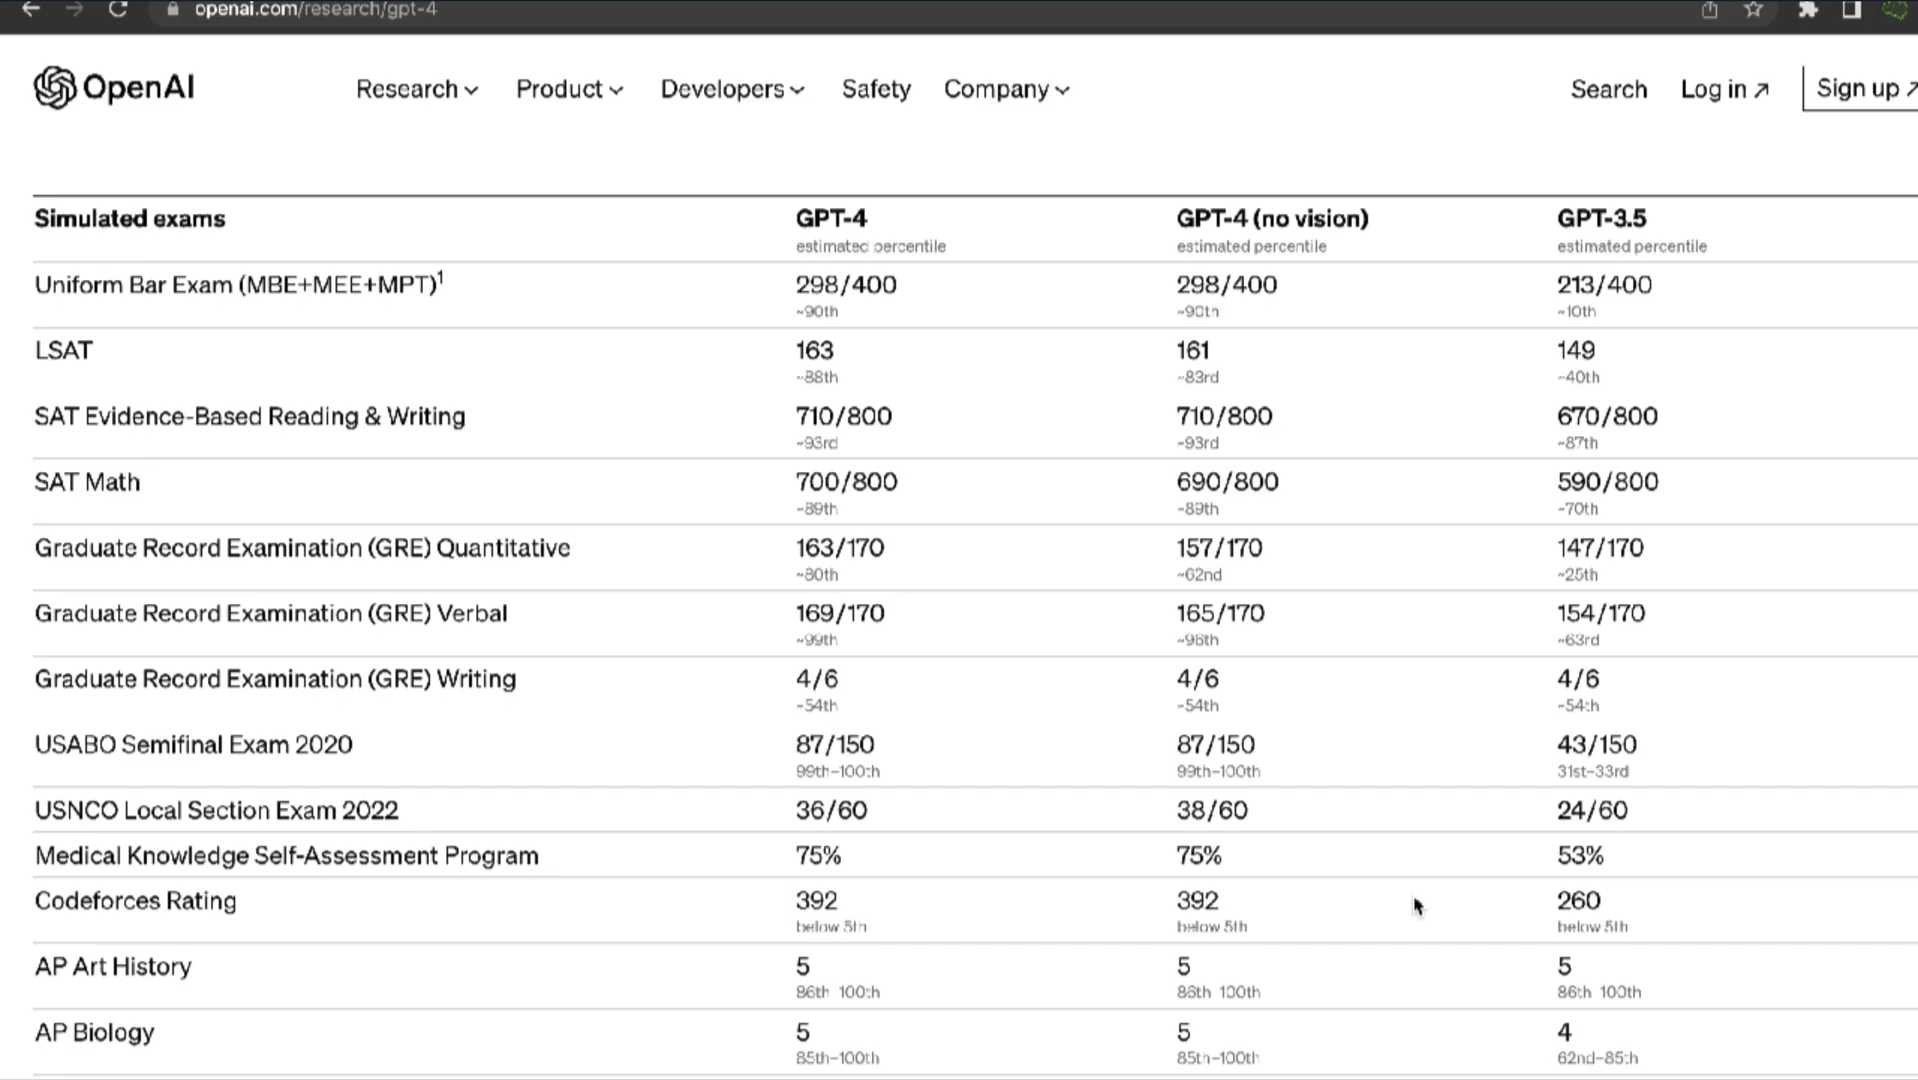 openai.com/research/gpt-4
OpenAI Research Product Developers Safety Company Search Log in ↗ Sign up ↗
Simulated exams GPT-4 GPT-4 (no vision) GPT-3.5
estimated percentile estimated percentile estimated percentile
Uniform Bar Exam (MBE+MEE+MPT)¹ 298/400 298/400 213/400
~90th ~90th ~10th
LSAT 163 161 149
~88th ~83rd ~40th
SAT Evidence-Based Reading & Writing 710/800 710/800 670/800
~93rd ~93rd ~87th
SAT Math 700/800 690/800 590/800
~89th ~89th ~70th
Graduate Record Examination (GRE) Quantitative 163/170 157/170 147/170
~80th ~62nd ~25th
Graduate Record Examination (GRE) Verbal 169/170 165/170 154/170
~99th ~96th ~63rd
Graduate Record Examination (GRE) Writing 4/6 4/6 4/6
~54th ~54th ~54th
USABO Semifinal Exam 2020 87/150 87/150 43/150
99th–100th 99th–100th 31st–33rd
USNCO Local Section Exam 2022 36/60 38/60 24/60
Medical Knowledge Self-Assessment Program 75% 75% 53%
Codeforces Rating 392 392 260
below 5th below 5th below 5th
AP Art History 5 5 5
86th–100th 86th–100th 86th–100th
AP Biology 5 5 4
85th–100th 85th–100th 62nd–85th